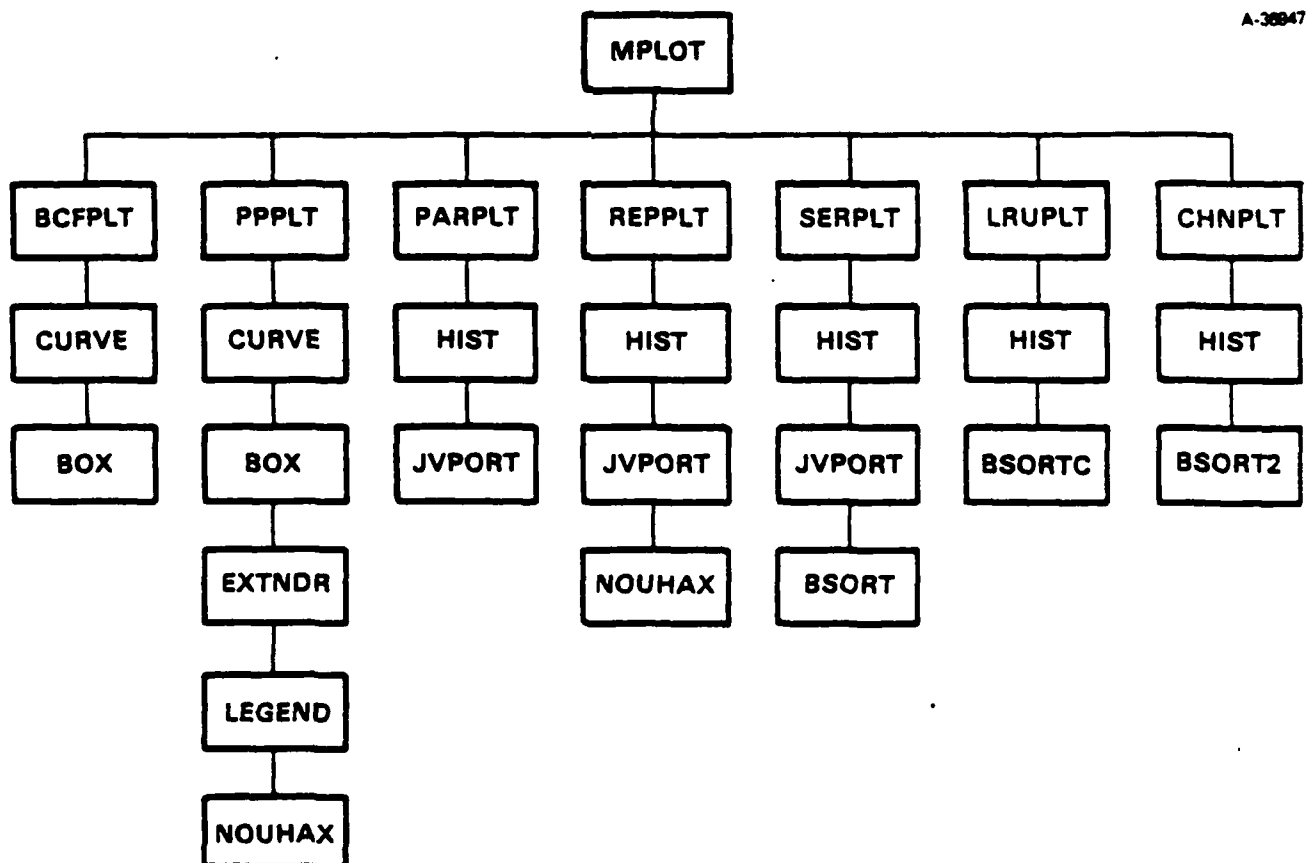 A-36947
MPLOT
BCFPLT PPPLT PARPLT REPPLT SERPLT LRUPLT CHNPLT
CURVE CURVE HIST HIST HIST HIST HIST
BOX BOX JVPORT JVPORT JVPORT BSORTC BSORT2
EXTNDR NOUHAX BSORT
LEGEND
NOUHAX